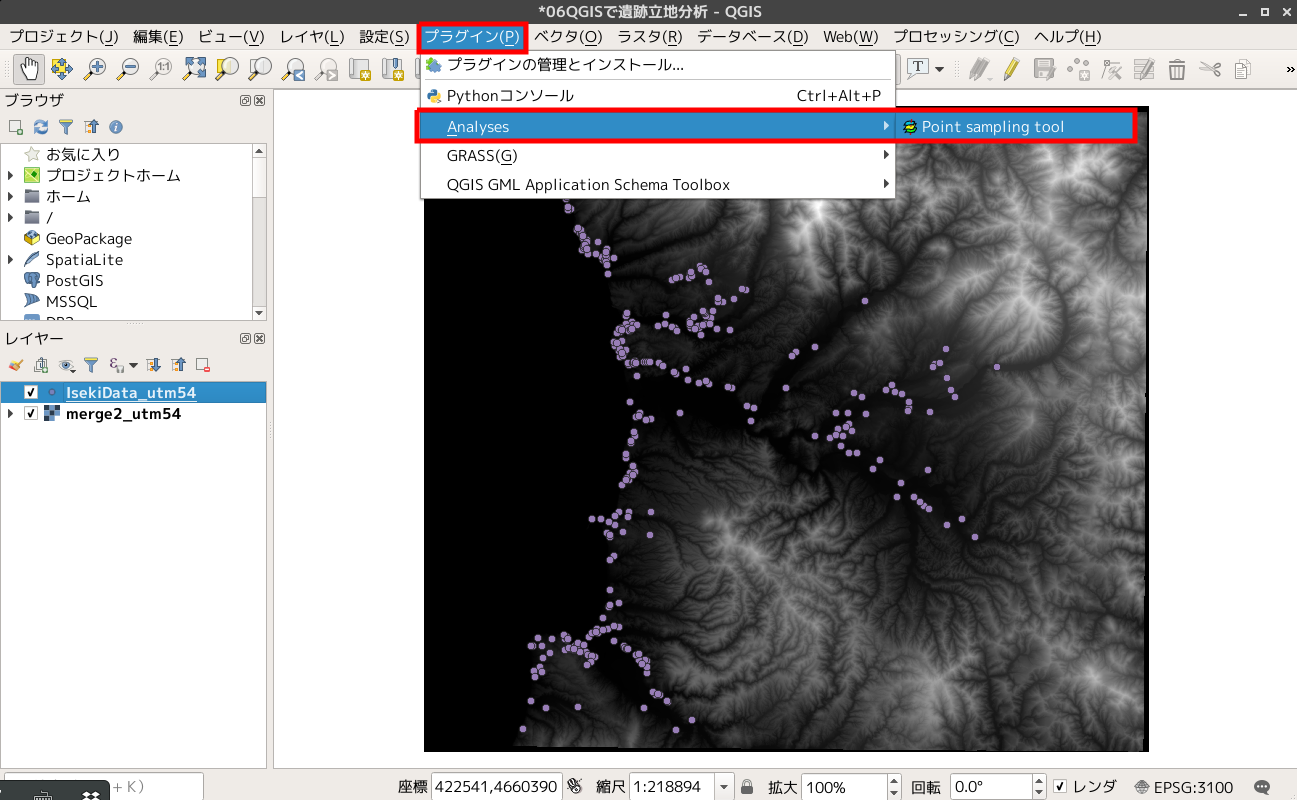 *06QGISで遺跡立地分析 - QGIS
プロジェクト(J) 編集(E) ビュー(V) レイヤ(L) 設定(S) プラグイン(P) ベクタ(O) ラスタ(R) データベース(D) Web(W) プロセッシング(C) ヘルプ(H)
プラグインの管理とインストール...
Pythonコンソール Ctrl+Alt+P
Analyses
Point sampling tool
GRASS(G)
QGIS GML Application Schema Toolbox
1:1
T
»
ブラウザ
お気に入り
プロジェクトホーム
ホーム
/
GeoPackage
SpatiaLite
PostGIS
MSSQL
DB2
レイヤー
IsekiData_utm54
merge2_utm54
+ K)
座標 422541,4660390 縮尺 1:218894 拡大 100% 回転 0.0° レンダ EPSG:3100